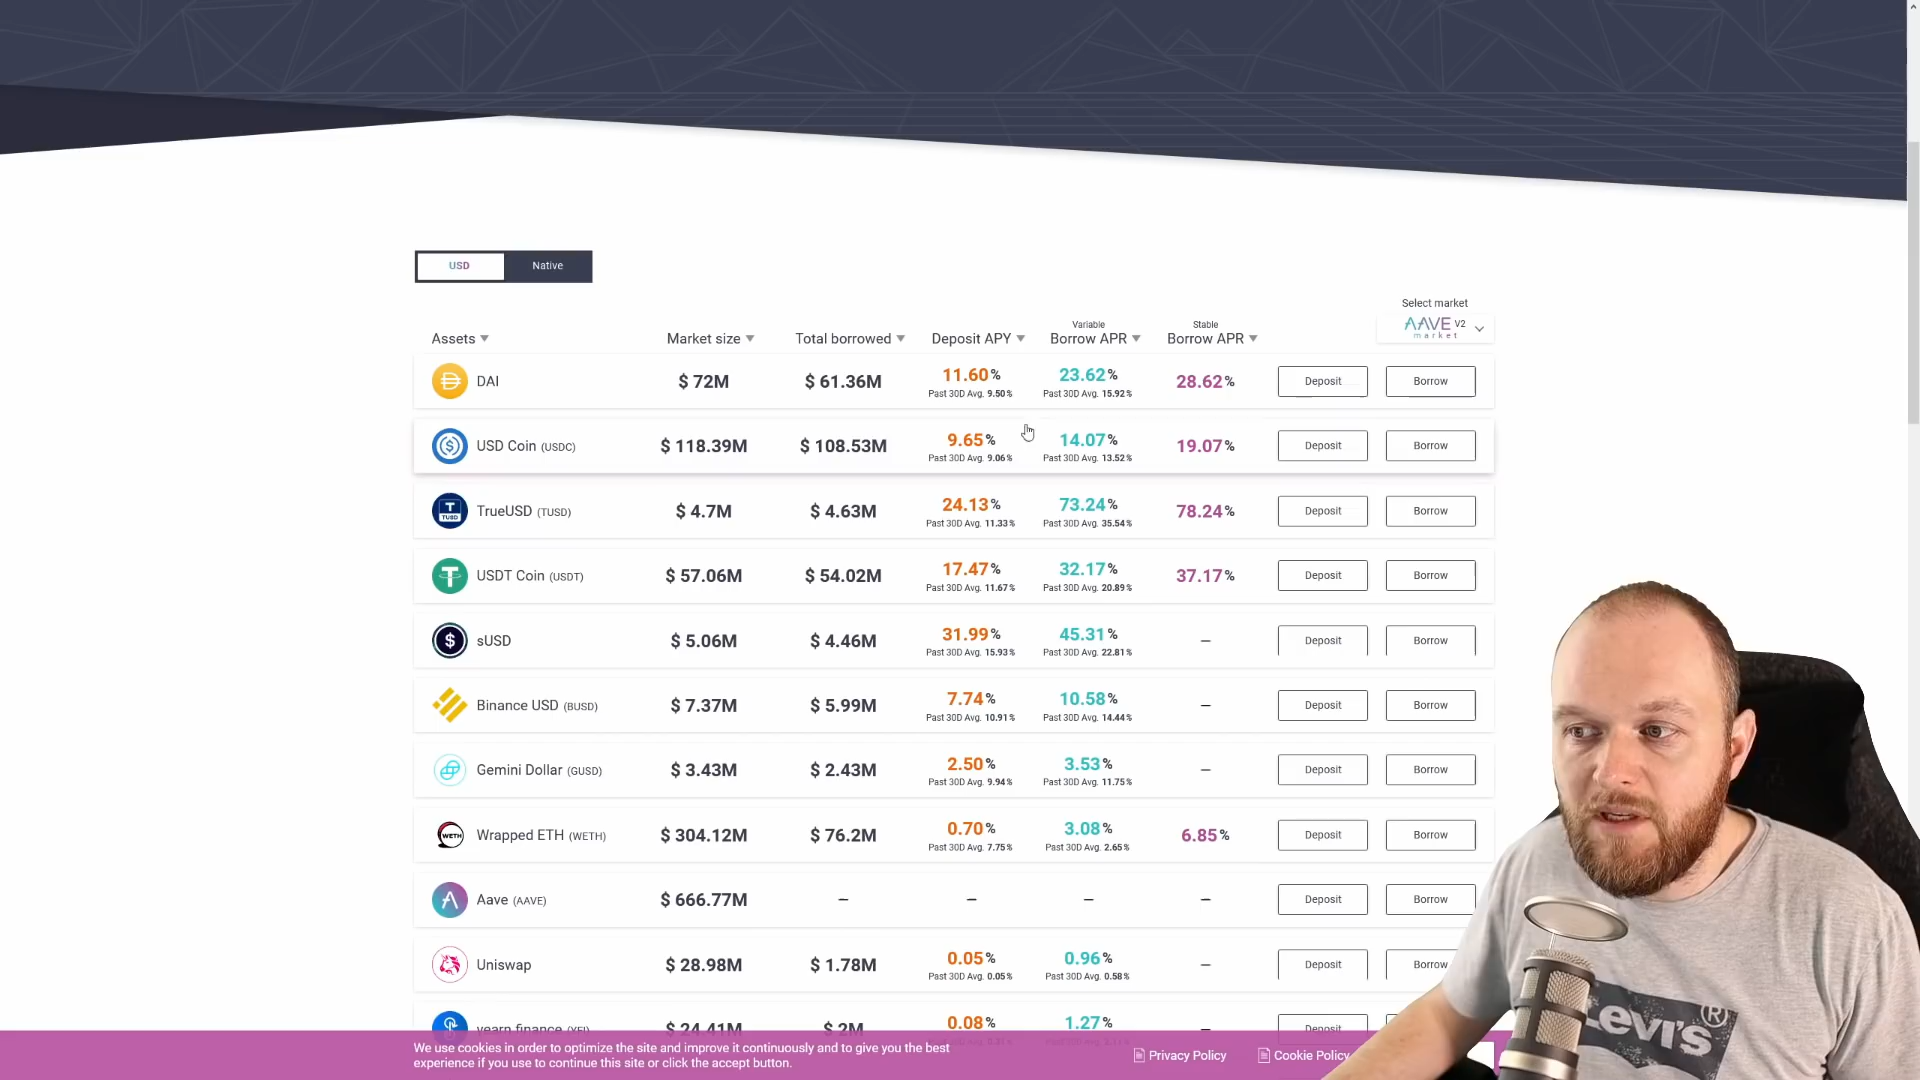 USD Native
Select market
AAVE V2
market
Assets Market size Total borrowed Deposit APY Variable Borrow APR Stable Borrow APR
DAI $ 72M $ 61.36M 11.60 % 23.62 % 28.62 % Deposit Borrow
Past 30D Avg. 9.50 % Past 30D Avg. 15.92 %
USD Coin (USDC) $ 118.39M $ 108.53M 9.65 % 14.07 % 19.07 % Deposit Borrow
Past 30D Avg. 9.06 % Past 30D Avg. 13.52 %
TrueUSD (TUSD) $ 4.7M $ 4.63M 24.13 % 73.24 % 78.24 % Deposit Borrow
Past 30D Avg. 11.33 % Past 30D Avg. 35.54 %
USDT Coin (USDT) $ 57.06M $ 54.02M 17.47 % 32.17 % 37.17 % Deposit Borrow
Past 30D Avg. 11.67 % Past 30D Avg. 20.89 %
sUSD $ 5.06M $ 4.46M 31.99 % 45.31 % – Deposit Borrow
Past 30D Avg. 15.93 % Past 30D Avg. 22.81 %
Binance USD (BUSD) $ 7.37M $ 5.99M 7.74 % 10.58 % – Deposit Borrow
Past 30D Avg. 10.91 % Past 30D Avg. 14.44 %
Gemini Dollar (GUSD) $ 3.43M $ 2.43M 2.50 % 3.53 % – Deposit Borrow
Past 30D Avg. 9.94 % Past 30D Avg. 11.75 %
Wrapped ETH (WETH) $ 304.12M $ 76.2M 0.70 % 3.08 % 6.85 % Deposit Borrow
Past 30D Avg. 7.75 % Past 30D Avg. 2.65 %
Aave (AAVE) $ 666.77M – – – – Deposit Borrow
Uniswap $ 28.98M $ 1.78M 0.05 % 0.96 % – Deposit Borrow
Past 30D Avg. 0.05 % Past 30D Avg. 0.58 %
yearn.finance (YFI) $ 24.41M $ 2M 0.08 % 1.27 % – Deposit
We use cookies in order to optimize the site and improve it continuously and to give you the best
experience if you use to continue this site or click the accept button.
Privacy Policy Cookie Policy
Levi's ®